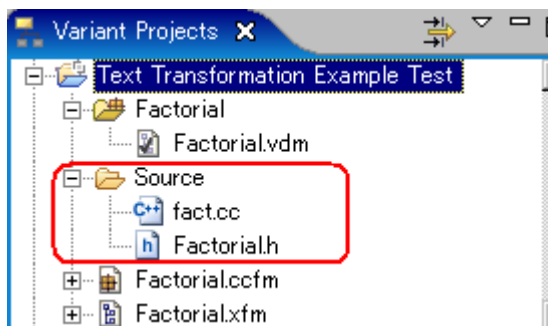 Variant Projects
Text Transformation Example Test
Factorial
Factorial.vdm
Source
C++ fact.cc
h Factorial.h
Factorial.ccfm
Factorial.xfm